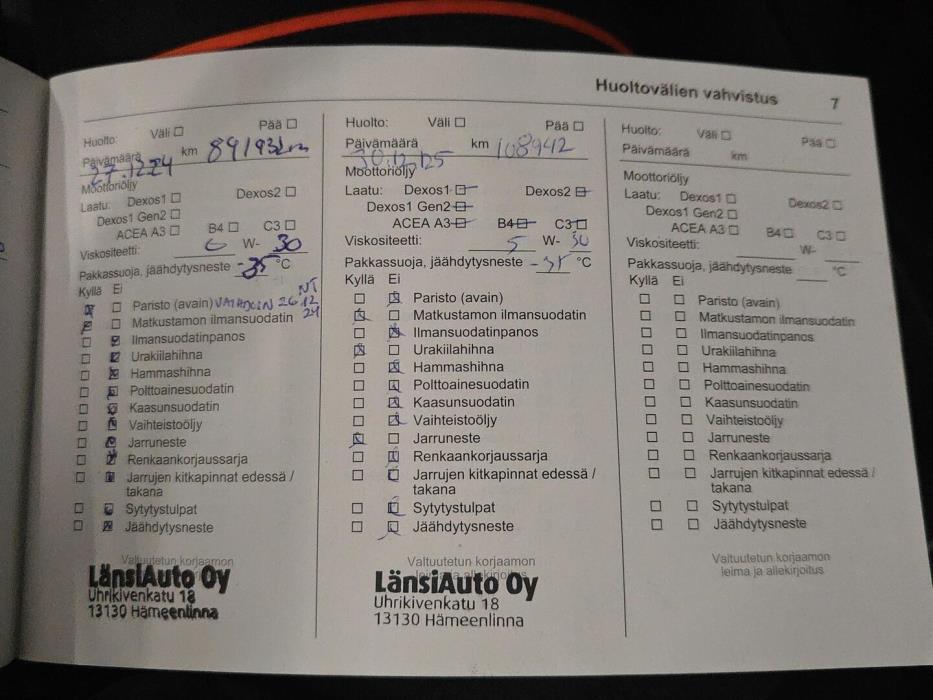 Huoltovälien vahvistus 7
Huolto: Väli Pää
Päivämäärä km 89193km
27.12.24
Moottoriöljy
Laatu: Dexos1 Dexos2
Dexos1 Gen2
ACEA A3 B4 C3
Viskositeetti: W- 30
Pakkassuoja, jäähdytysneste -35 °C
Kyllä Ei
Paristo (avain) 26.12
24
Matkustamon ilmansuodatin
Ilmansuodatinpanos
Urakiilahihna
Hammashihna
Polttoainesuodatin
Kaasunsuodatin
Vaihteistoöljy
Jarruneste
Renkaankorjaussarja
Jarrujen kitkapinnat edessä /
takana
Sytytystulpat
Jäähdytysneste
Valtuutetun korjaamon
LänsiAuto Oy
Uhrikivenkatu 18
13130 Hämeenlinna
Huolto: Väli Pää
Päivämäärä km 108942
30.12.125
Moottoriöljy
Laatu: Dexos1 Dexos2
Dexos1 Gen2
ACEA A3 B4 C3
Viskositeetti: 5 W- 30
Pakkassuoja, jäähdytysneste °C
Kyllä Ei
Paristo (avain)
Matkustamon ilmansuodatin
Ilmansuodatinpanos
Urakiilahihna
Hammashihna
Polttoainesuodatin
Kaasunsuodatin
Vaihteistoöljy
Jarruneste
Renkaankorjaussarja
Jarrujen kitkapinnat edessä /
takana
Sytytystulpat
Jäähdytysneste
Valtuutetun korjaamon
leima ja allekirjoitus
LänsiAuto Oy
Uhrikivenkatu 18
13130 Hämeenlinna
Huolto: Väli Pää
Päivämäärä km
Moottoriöljy
Laatu: Dexos1 Dexos2
Dexos1 Gen2
ACEA A3 B4 C3
Viskositeetti: W-
Pakkassuoja, jäähdytysneste °C
Kyllä Ei
Paristo (avain)
Matkustamon ilmansuodatin
Ilmansuodatinpanos
Urakiilahihna
Hammashihna
Polttoainesuodatin
Kaasunsuodatin
Vaihteistoöljy
Jarruneste
Renkaankorjaussarja
Jarrujen kitkapinnat edessä /
takana
Sytytystulpat
Jäähdytysneste
Valtuutetun korjaamon
leima ja allekirjoitus